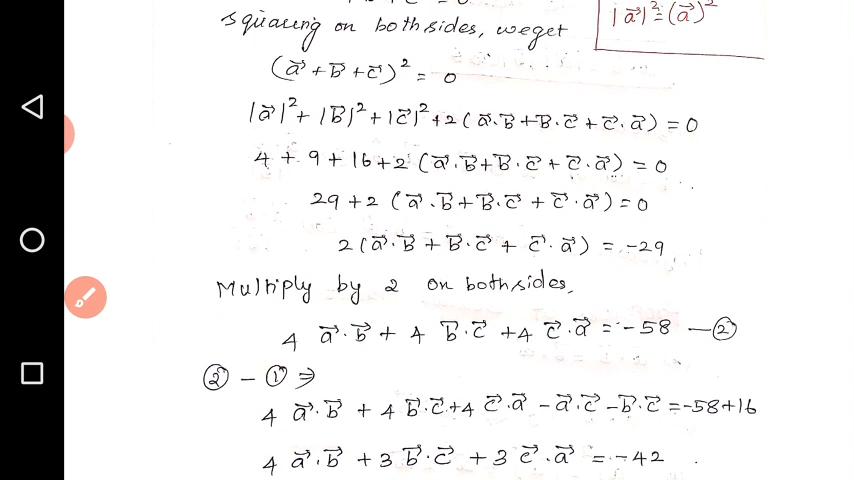 squaring on both sides, we get
|a⃗|² = (a⃗)²
(a⃗ + b⃗ + c⃗)² = 0
|a⃗|² + |b⃗|² + |c⃗|² + 2(a⃗.b⃗ + b⃗.c⃗ + c⃗.a⃗) = 0
4 + 9 + 16 + 2(a⃗.b⃗ + b⃗.c⃗ + c⃗.a⃗) = 0
29 + 2(a⃗.b⃗ + b⃗.c⃗ + c⃗.a⃗) = 0
2(a⃗.b⃗ + b⃗.c⃗ + c⃗.a⃗) = -29
Multiply by 2 on both sides,
4 a⃗.b⃗ + 4 b⃗.c⃗ + 4 c⃗.a⃗ = -58 — ②
② - ① ⇒
4 a⃗.b⃗ + 4 b⃗.c⃗ + 4 c⃗.a⃗ - a⃗.c⃗ - b⃗.c⃗ = -58 + 16
4 a⃗.b⃗ + 3 b⃗.c⃗ + 3 c⃗.a⃗ = -42